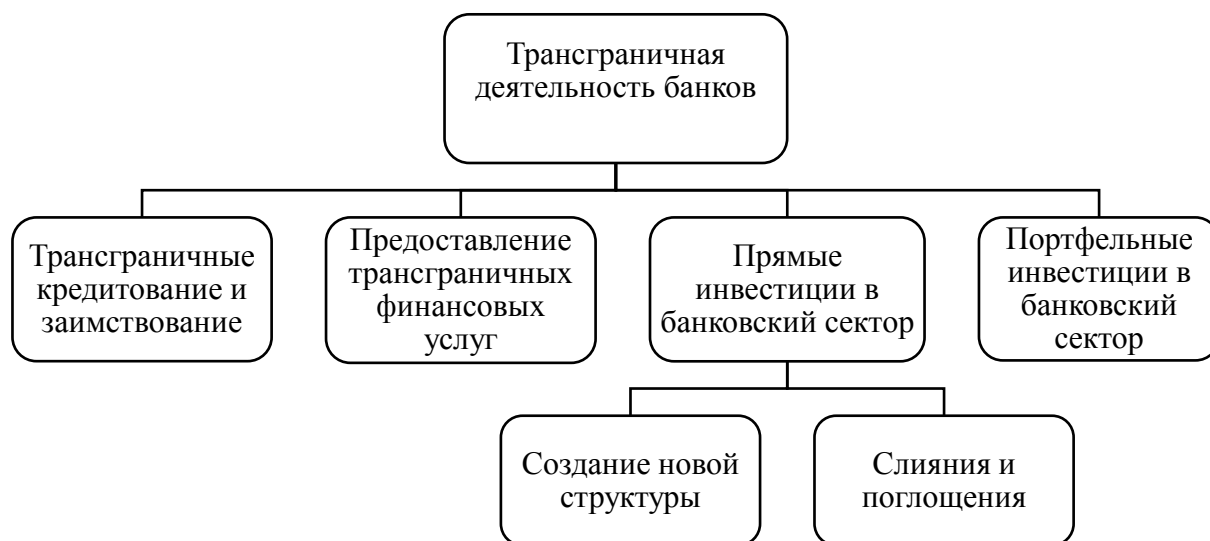 Трансграничная
деятельность банков
Трансграничные
кредитование и
заимствование
Предоставление
трансграничных
финансовых
услуг
Прямые
инвестиции в
банковский сектор
Портфельные
инвестиции в
банковский
сектор
Создание новой
структуры
Слияния и
поглощения